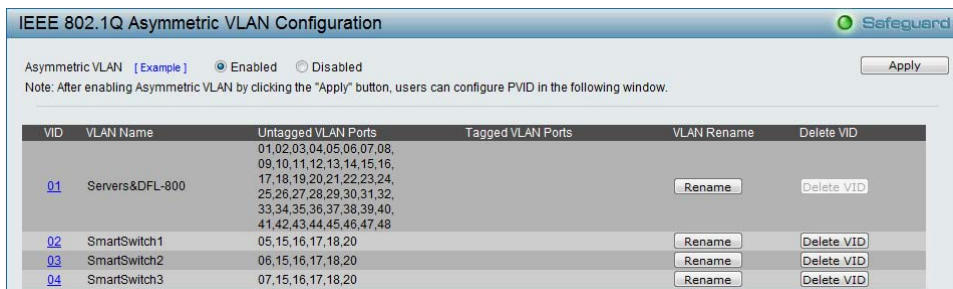 IEEE 802.1Q Asymmetric VLAN Configuration Safeguard
Asymmetric VLAN [ Example ] Enabled Disabled Apply
Note: After enabling Asymmetric VLAN by clicking the "Apply" button, users can configure PVID in the following window.
VID VLAN Name Untagged VLAN Ports Tagged VLAN Ports VLAN Rename Delete VID
01,02,03,04,05,06,07,08,
09,10,11,12,13,14,15,16,
17,18,19,20,21,22,23,24,
01 Servers&DFL-800 25,26,27,28,29,30,31,32, Rename Delete VID
33,34,35,36,37,38,39,40,
41,42,43,44,45,46,47,48
02 SmartSwitch1 05,15,16,17,18,20 Rename Delete VID
03 SmartSwitch2 06,15,16,17,18,20 Rename Delete VID
04 SmartSwitch3 07,15,16,17,18,20 Rename Delete VID